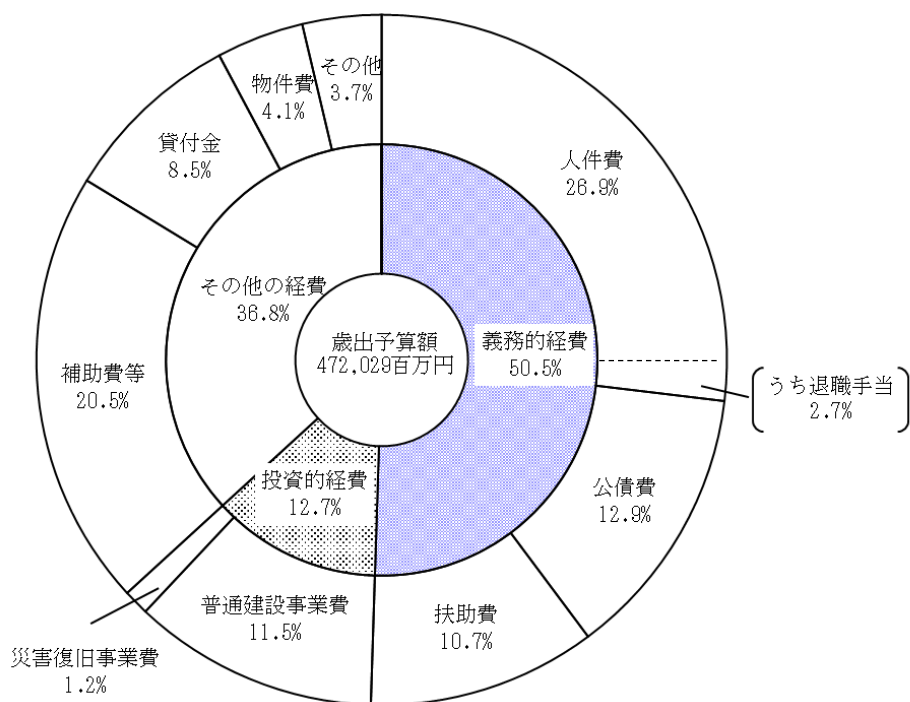 その他
3.7%
物件費
4.1%
貸付金
8.5%
人件費
26.9%
その他の経費
36.8%
歳出予算額
472,029百万円
義務的経費
50.5%
補助費等
20.5%
うち退職手当
2.7%
投資的経費
12.7%
公債費
12.9%
普通建設事業費
11.5%
扶助費
10.7%
災害復旧事業費
1.2%